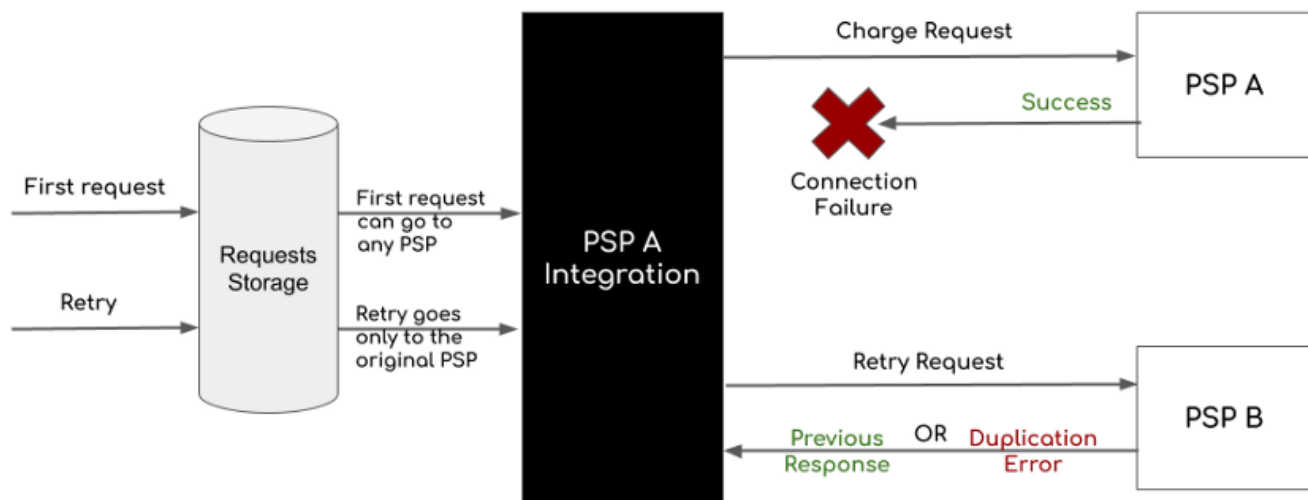 Charge Request
PSP A
Success
Connection
Failure
First request
First request
can go to
any PSP
Requests
Storage
PSP A
Integration
Retry
Retry goes
only to the
original PSP
Retry Request
PSP B
Previous
Response
OR
Duplication
Error